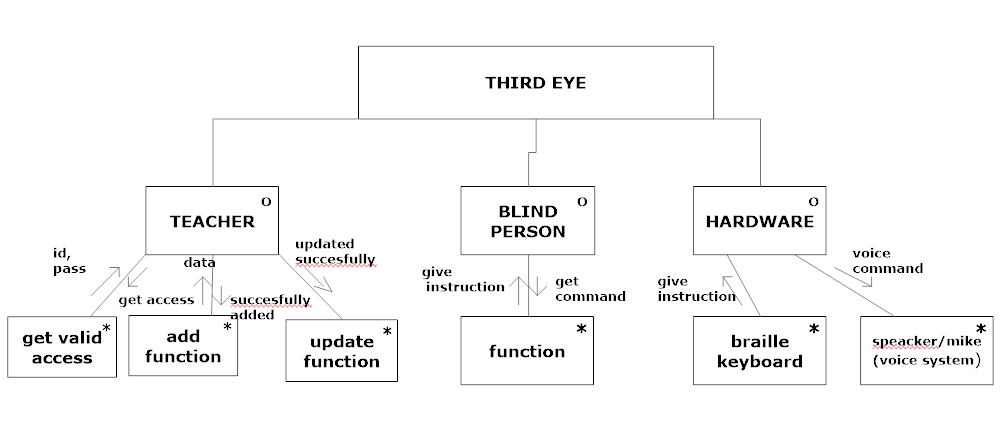 THIRD EYE
O
TEACHER
O
BLIND
PERSON
O
HARDWARE
id,
pass
get access
data
succesfully
added
updated
succesfully
give
instruction
get
command
give
instruction
voice
command
get valid*
access
*
add
function
*
update
function
*
function
*
braille
keyboard
*
speacker/mike
(voice system)